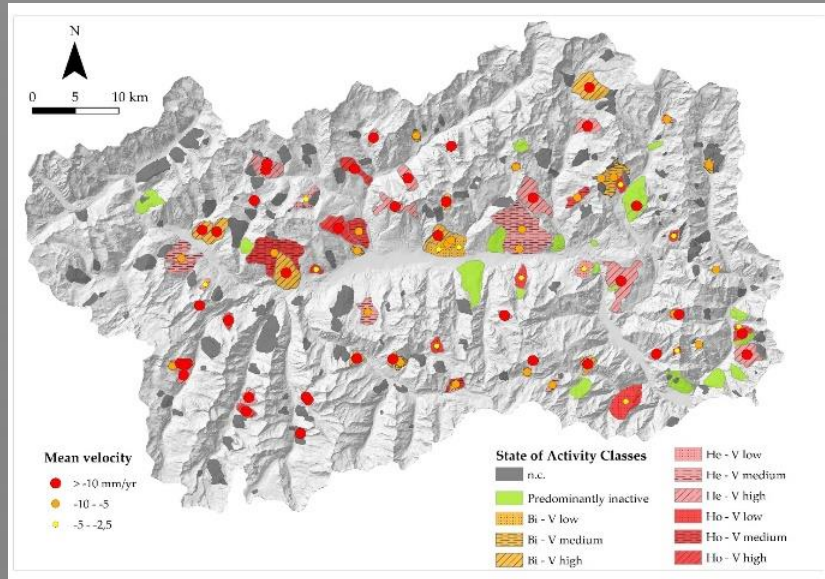 N
0 5 10 km
Mean velocity
> -10 mm/yr
-10 - -5
-5 - -2,5
State of Activity Classes
n.c.
Predominantly inactive
Bi - V low
Bi - V medium
Bi - V high
He - V low
He - V medium
He - V high
Ho - V low
Ho - V medium
Ho - V high